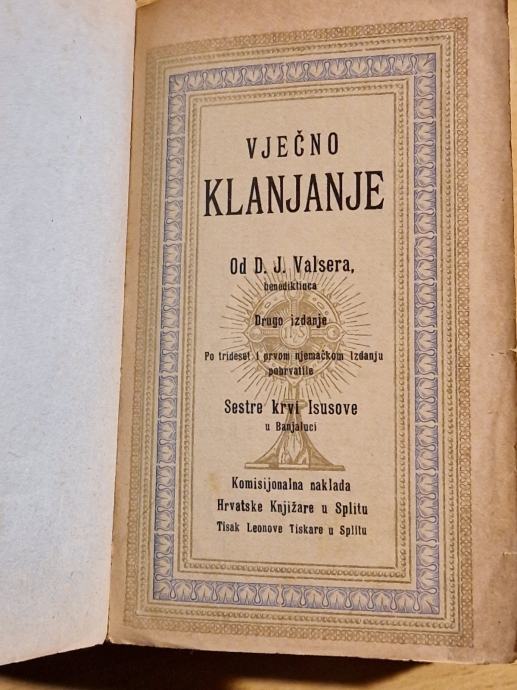 VJEČNO
KLANJANJE
Od D. J. Valsera,
benediktinca
Drugo izdanje
Po trideset i prvom njemačkom Izdanju
pohrvatile
Sestre krvi Isusove
u Banjaluci
Komisijonalna naklada
Hrvatske Knjižare u Splitu
Tisak Leonove Tiskare u Splitu